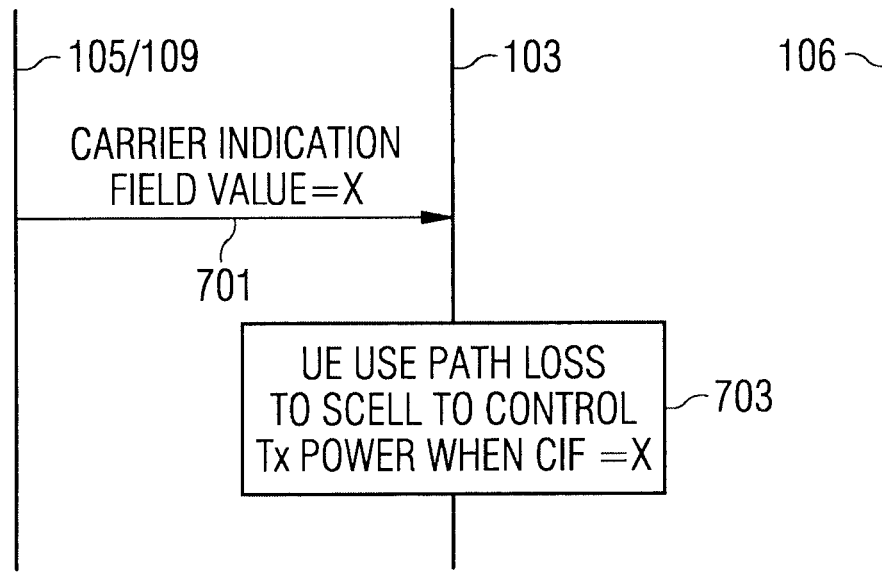 105/109
103
106
CARRIER INDICATION
FIELD VALUE=X
701
UE USE PATH LOSS
TO SCELL TO CONTROL
Tx POWER WHEN CIF =X
703